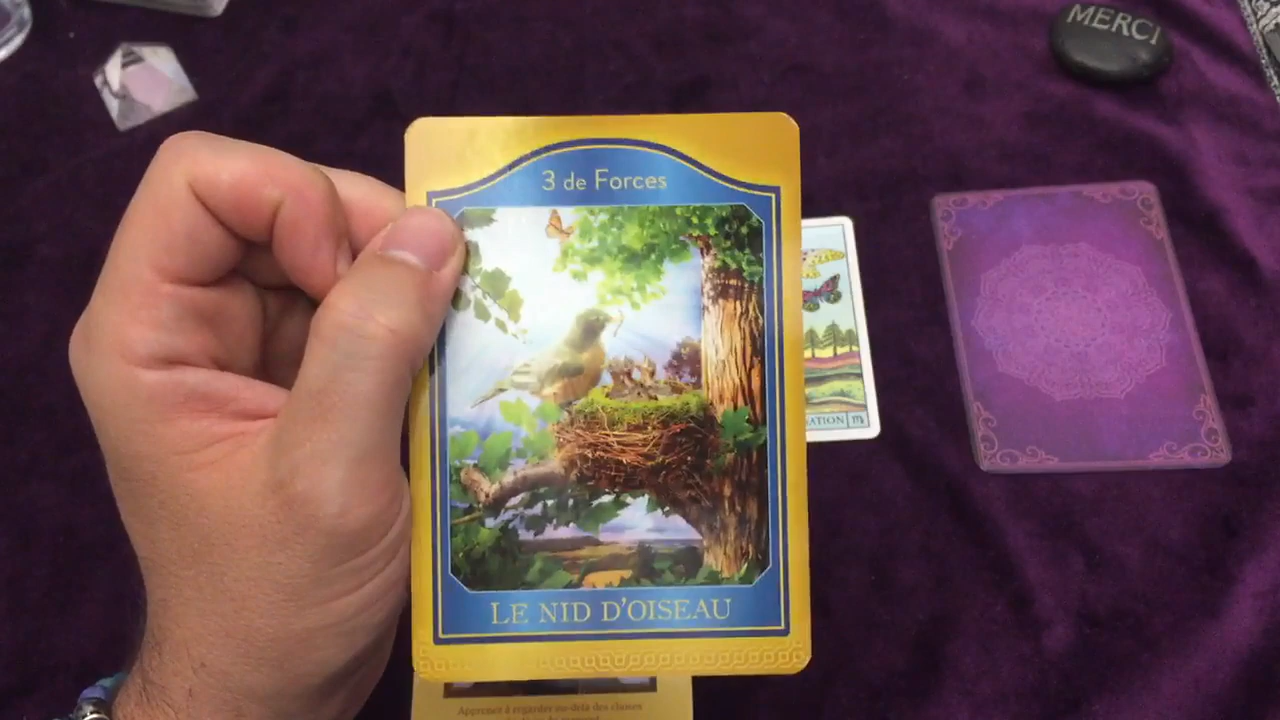 MERCI
3 de Forces
ATION
LE NID D'OISEAU
Apprenez à regarder au-delà des choses